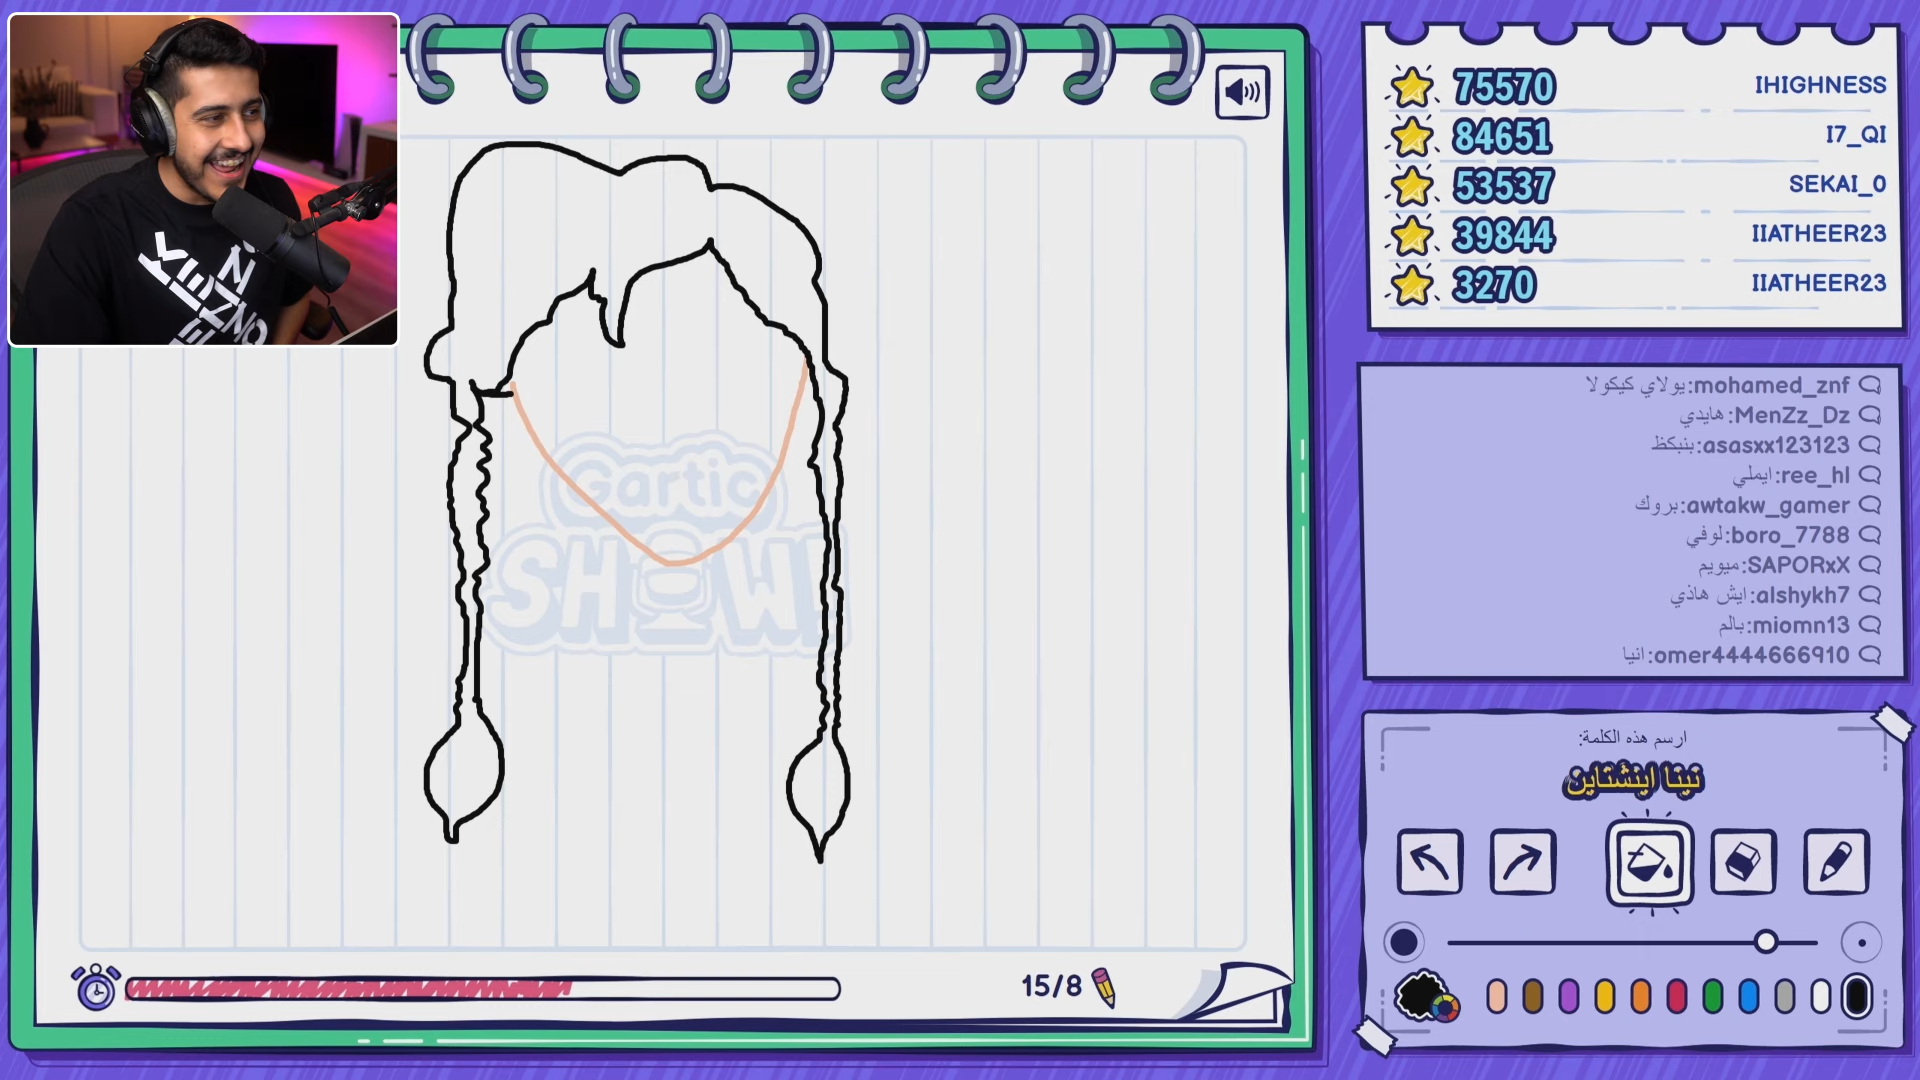 75570 IHIGHNESS
84651 I7_QI
53537 SEKAI_0
39844 IIATHEER23
3270 IIATHEER23
Gartic
SHOW!
mohamed_znf:يولاي كيكولا
MenZz_Dz:هايدي
asasxx123123:بنبكظ
ree_hl:ايملي
awtakw_gamer:بروك
boro_7788:لوفي
SAPORxX:ميويم
alshykh7:ايش هاذي
miomn13:بالم
omer4444666910:انيا
ارسم هذه الكلمة:
نينا اينشتاين
15/8